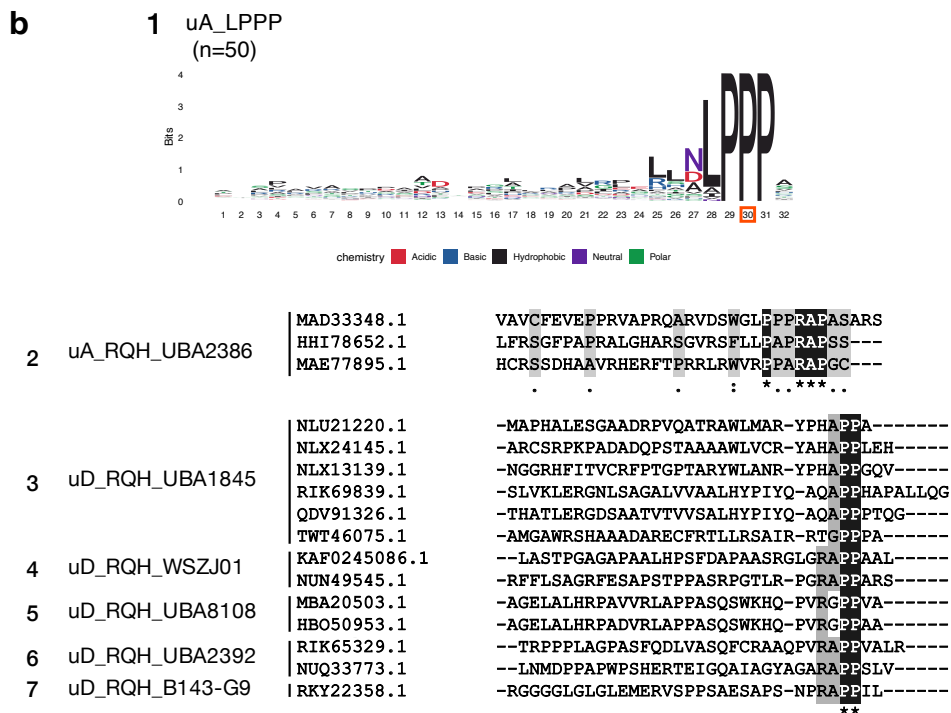 b
1 uA_LPPP
(n=50)
Bits
4
3
2
1
0
LPPP
1 2 3 4 5 6 7 8 9 10 11 12 13 14 15 16 17 18 19 20 21 22 23 24 25 26 27 28 29 30 31 32
chemistry Acidic Basic Hydrophobic Neutral Polar
2 uA_RQH_UBA2386
MAD33348.1 VAVCFEVEPPRVAPRQARVDSWGLPPPRAPASARS
HHI78652.1 LFRSGFPAPRALGHARSGVRSFLLPAPRAPSS---
MAE77895.1 HCRSSDHAAVRHERFTPRRLRWVRPPARAPGC---
. . . : *..***..
3 uD_RQH_UBA1845
NLU21220.1 -MAPHALESGAADRPVQATRAWLMAR-YPHAPPA-------
NLX24145.1 -ARCSRPKPADADQPSTAAAAWLVCR-YAHAPPLEH-----
NLX13139.1 -NGGRHFITVCRFPTGPTARYWLANR-YPHAPPGQV-----
RIK69839.1 -SLVKLERGNLSAGALVVAALHYPIYQ-AQAPPHAPALLQG
QDV91326.1 -THATLERGDSAATVTVVSALHYPIYQ-AQAPPPTQG----
TWT46075.1 -AMGAWRSHAAADARECFRTLLRSAIR-RTGPPPA------
4 uD_RQH_WSZJ01
KAF0245086.1 --LASTPGAGAPAALHPSFDAPAASRGLGRAPPAAL-----
NUN49545.1 -RFFLSAGRFESAPSTPPASRPGTLR-PGRAPPARS-----
5 uD_RQH_UBA8108
MBA20503.1 -AGELALHRPAVVRLAPPASQSWKHQ-PVRGPPVA------
HBO50953.1 -AGELALHRPADVRLAPPASQSWKHQ-PVRGPPAA------
6 uD_RQH_UBA2392
RIK65329.1 --TRPPPLAGPASFQDLVASQFCRAAQPVRAPPVALR----
NUQ33773.1 --LNMDPPAPWPSHERTEIGQAIAGYAGARAPPSLV-----
7 uD_RQH_B143-G9
RKY22358.1 -RGGGLGLGLEMERVSPPSAESAPS-NPRAPPIL-------
**